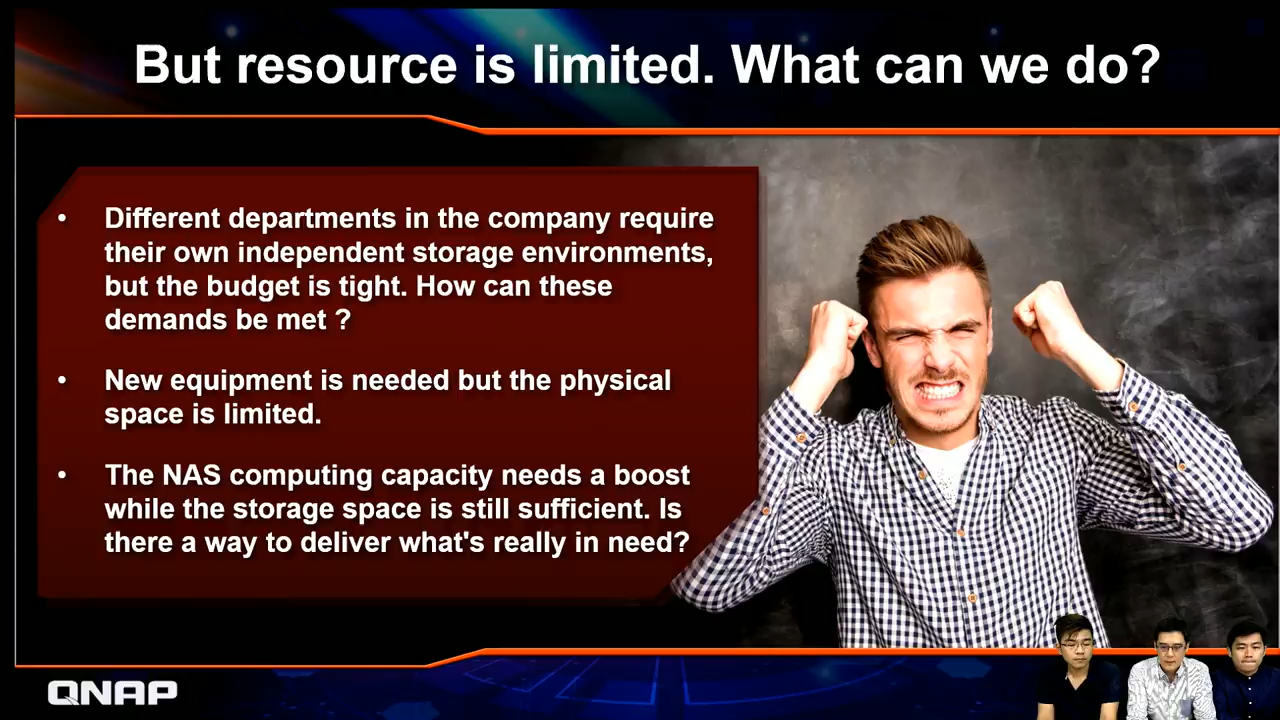 But resource is limited. What can we do?
• Different departments in the company require
their own independent storage environments,
but the budget is tight. How can these
demands be met ?
• New equipment is needed but the physical
space is limited.
• The NAS computing capacity needs a boost
while the storage space is still sufficient. Is
there a way to deliver what's really in need?
QNAP